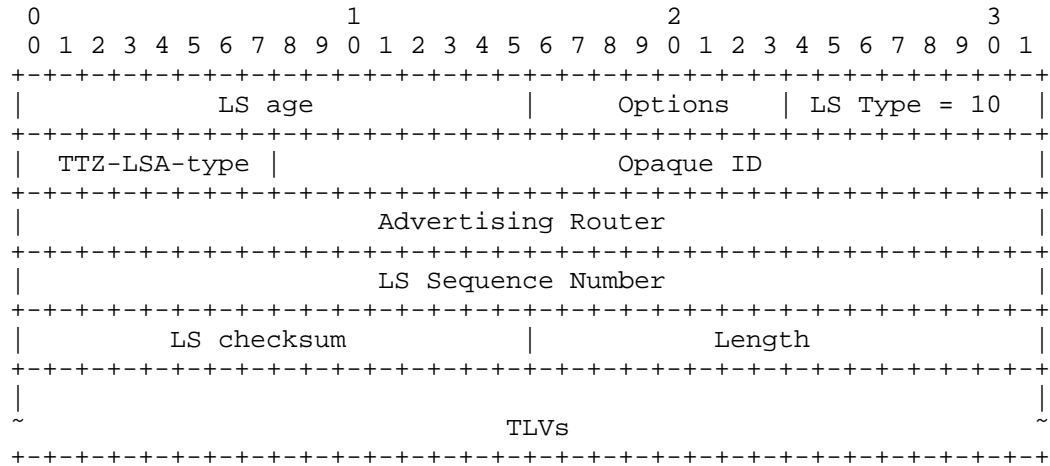 0                   1                   2                   3
 0 1 2 3 4 5 6 7 8 9 0 1 2 3 4 5 6 7 8 9 0 1 2 3 4 5 6 7 8 9 0 1
+-+-+-+-+-+-+-+-+-+-+-+-+-+-+-+-+-+-+-+-+-+-+-+-+-+-+-+-+-+-+-+-+
|            LS age             |     Options   | LS Type = 10  |
+-+-+-+-+-+-+-+-+-+-+-+-+-+-+-+-+-+-+-+-+-+-+-+-+-+-+-+-+-+-+-+-+
|  TTZ-LSA-type |                     Opaque ID                 |
+-+-+-+-+-+-+-+-+-+-+-+-+-+-+-+-+-+-+-+-+-+-+-+-+-+-+-+-+-+-+-+-+
|                      Advertising Router                       |
+-+-+-+-+-+-+-+-+-+-+-+-+-+-+-+-+-+-+-+-+-+-+-+-+-+-+-+-+-+-+-+-+
|                      LS Sequence Number                       |
+-+-+-+-+-+-+-+-+-+-+-+-+-+-+-+-+-+-+-+-+-+-+-+-+-+-+-+-+-+-+-+-+
|         LS checksum           |           Length              |
+-+-+-+-+-+-+-+-+-+-+-+-+-+-+-+-+-+-+-+-+-+-+-+-+-+-+-+-+-+-+-+-+
|                                                               |
~                              TLVs                             ~
+-+-+-+-+-+-+-+-+-+-+-+-+-+-+-+-+-+-+-+-+-+-+-+-+-+-+-+-+-+-+-+-+